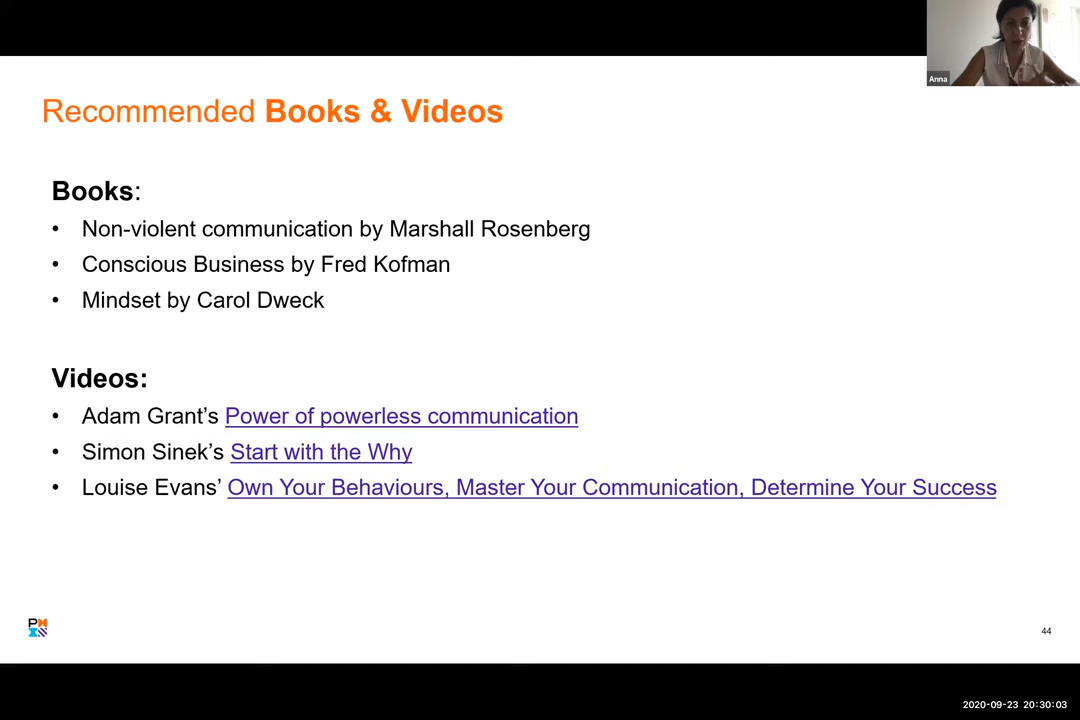 Anna
Recommended Books & Videos
Books:
• Non-violent communication by Marshall Rosenberg
• Conscious Business by Fred Kofman
• Mindset by Carol Dweck
Videos:
• Adam Grant’s Power of powerless communication
• Simon Sinek’s Start with the Why
• Louise Evans’ Own Your Behaviours, Master Your Communication, Determine Your Success
44
2020-09-23 20:30:03